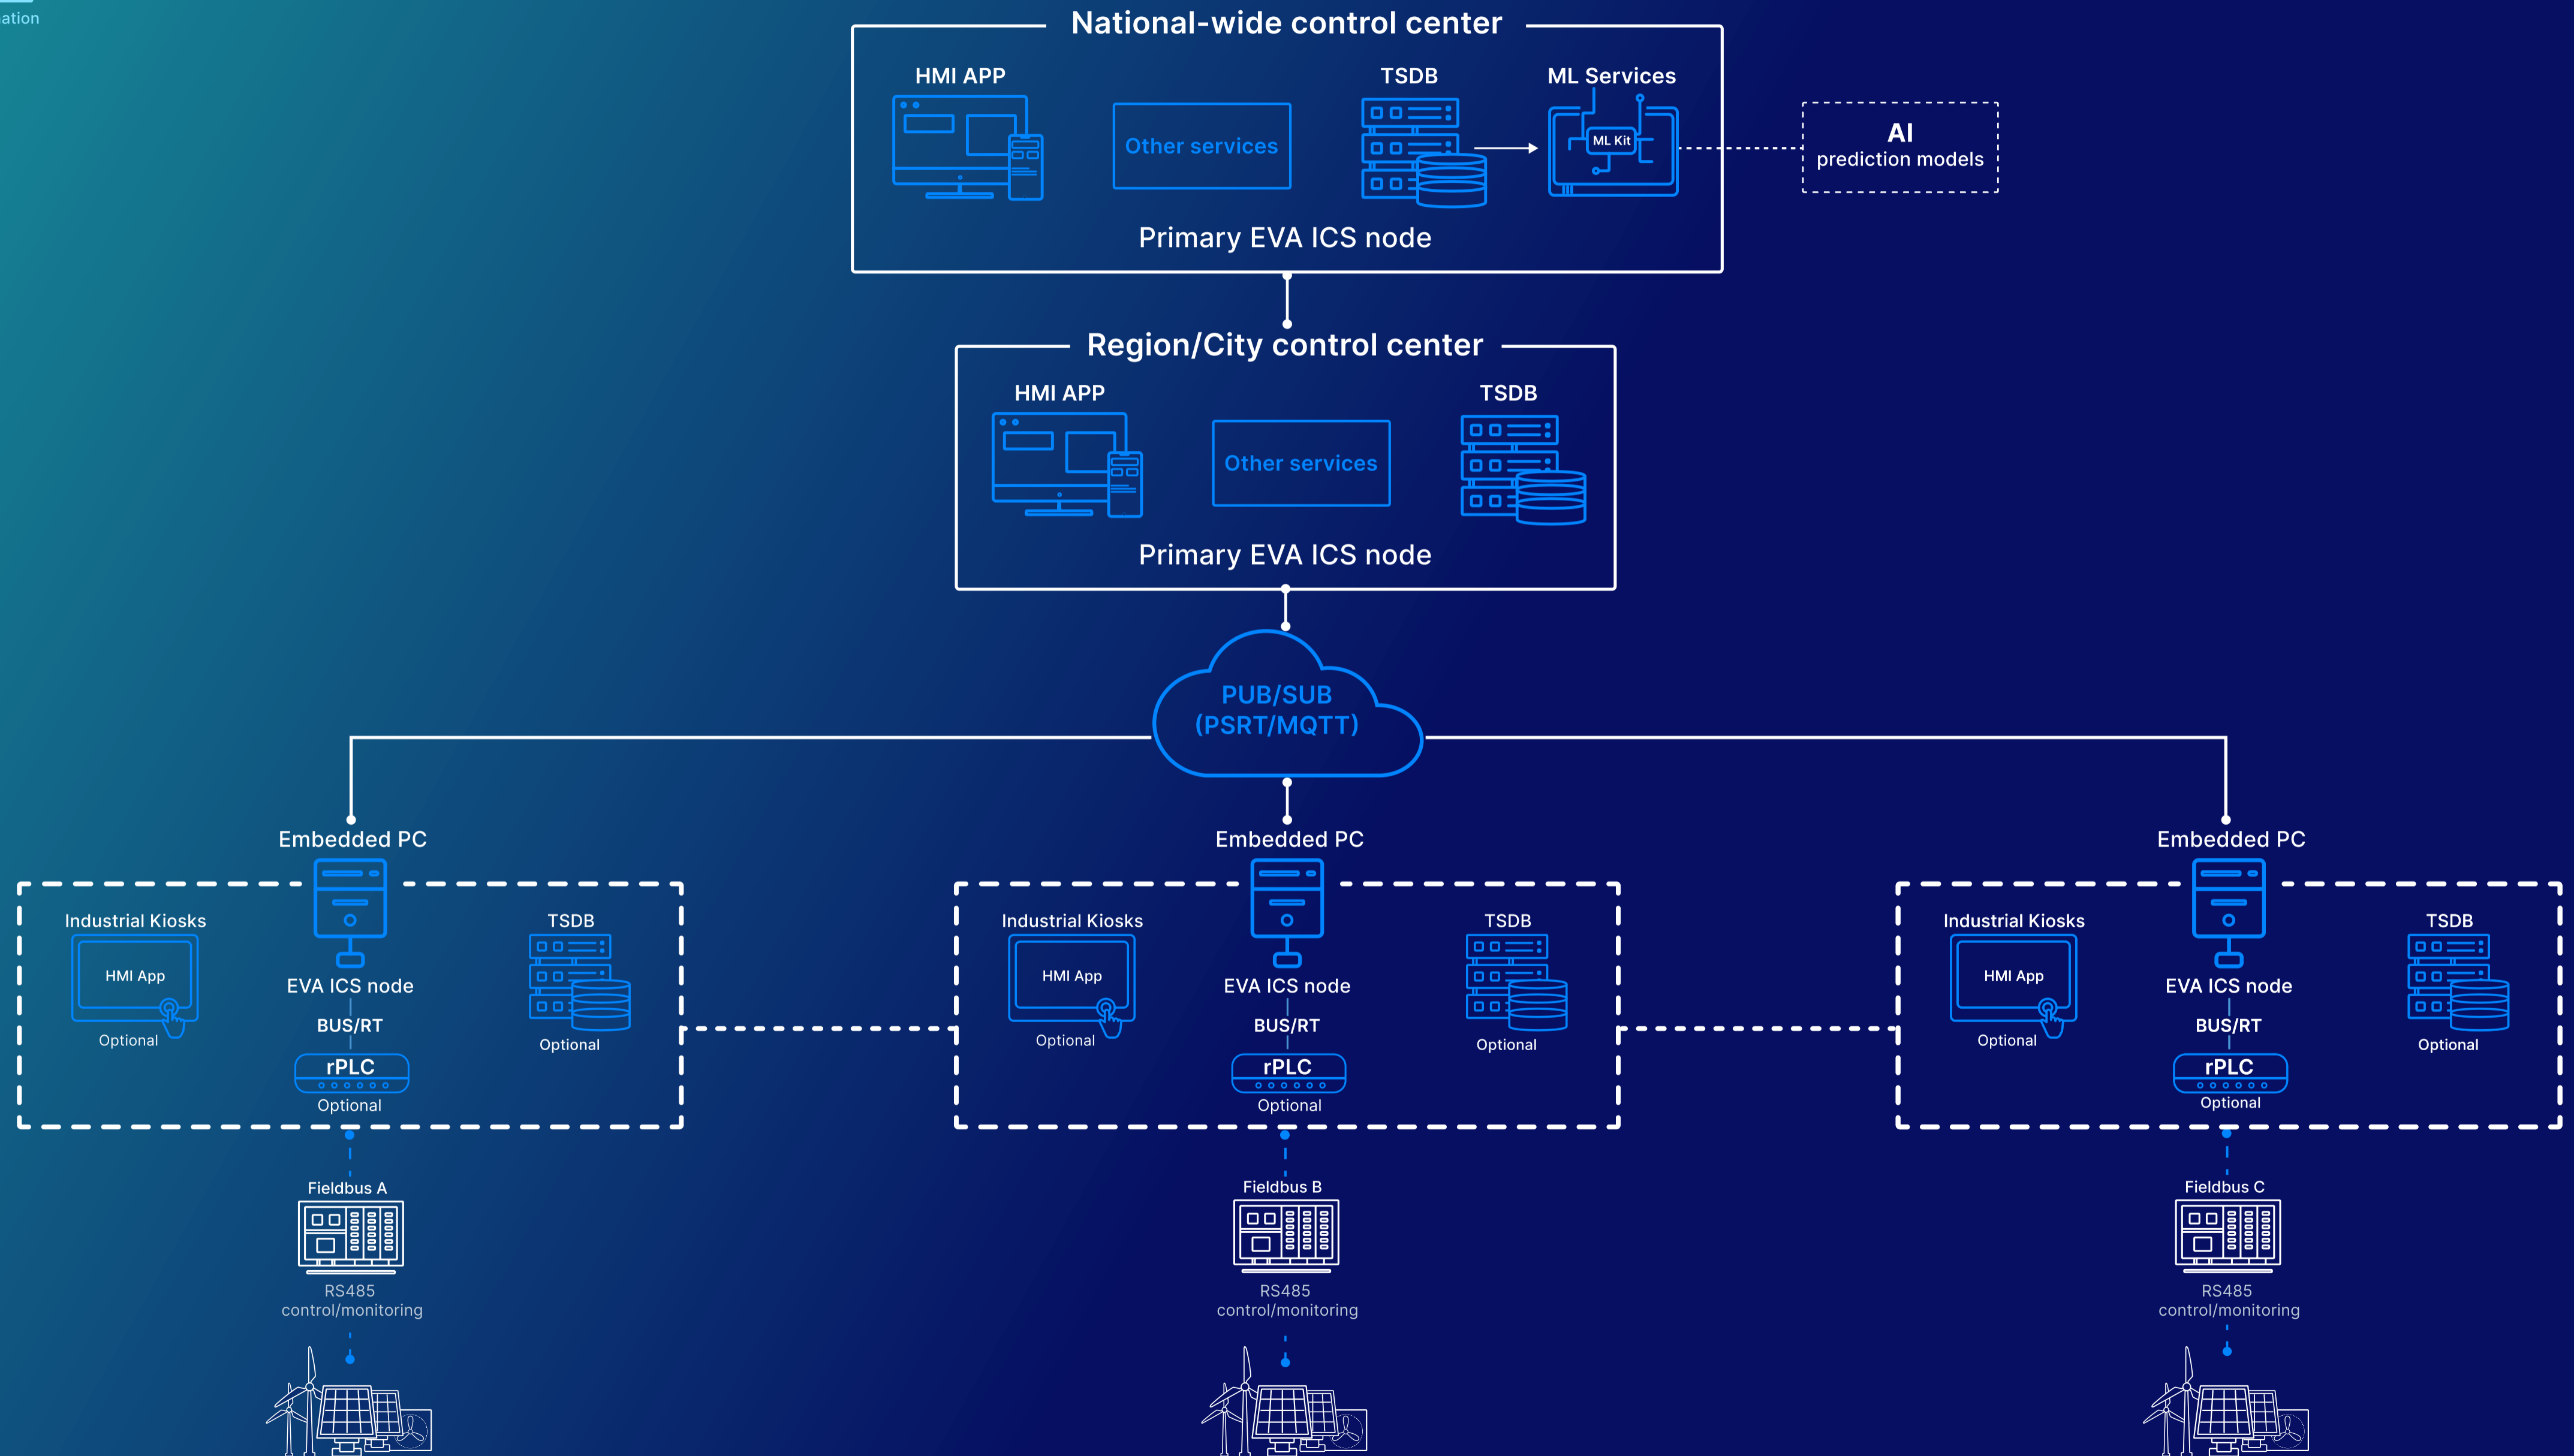 ation
National-wide control center
HMI APP
TSDB
ML Services
Other services
ML Kit
AI
prediction models
Primary EVA ICS node
Region/City control center
HMI APP
TSDB
Other services
Primary EVA ICS node
PUB/SUB
(PSRT/MQTT)
Embedded PC
Industrial Kiosks
TSDB
HMI App
EVA ICS node
BUS/RT
Optional
Optional
rPLC
Optional
Fieldbus A
RS485
control/monitoring
Embedded PC
Industrial Kiosks
TSDB
HMI App
EVA ICS node
BUS/RT
Optional
Optional
rPLC
Optional
Fieldbus B
RS485
control/monitoring
Embedded PC
Industrial Kiosks
TSDB
HMI App
EVA ICS node
BUS/RT
Optional
Optional
rPLC
Optional
Fieldbus C
RS485
control/monitoring